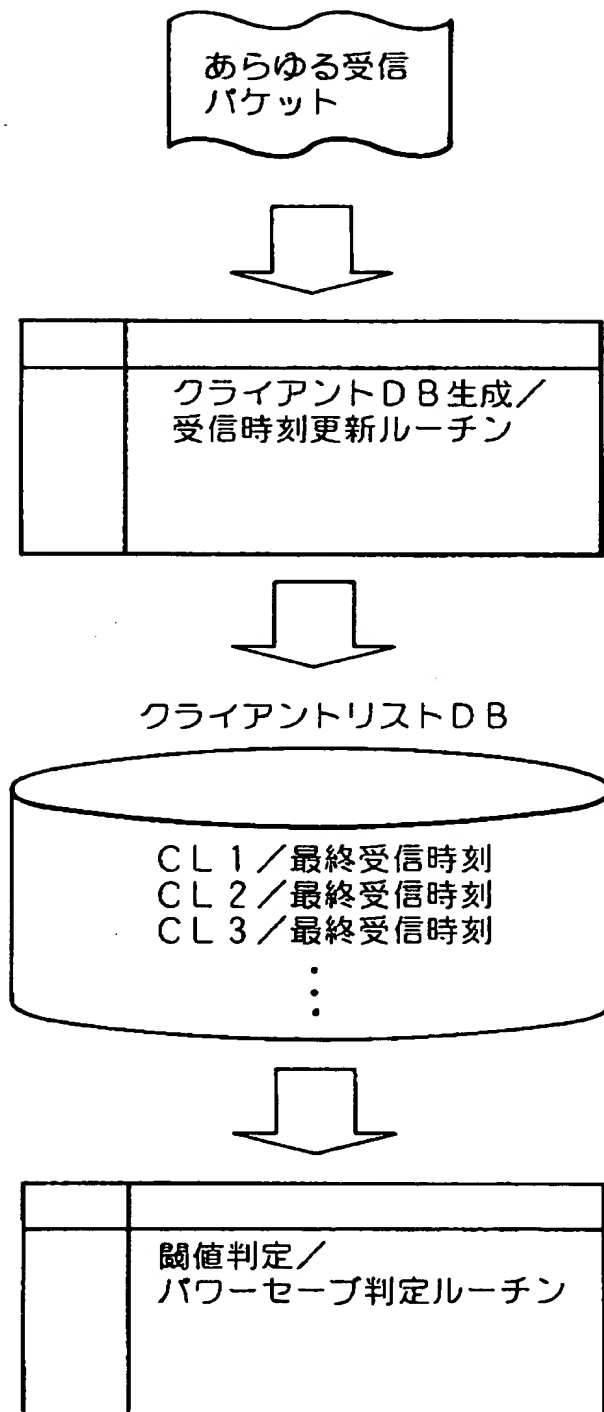 あらゆる受信
パケット
クライアントＤＢ生成／
受信時刻更新ルーチン
クライアントリストＤＢ
ＣＬ１／最終受信時刻
ＣＬ２／最終受信時刻
ＣＬ３／最終受信時刻
閾値判定／
パワーセーブ判定ルーチン